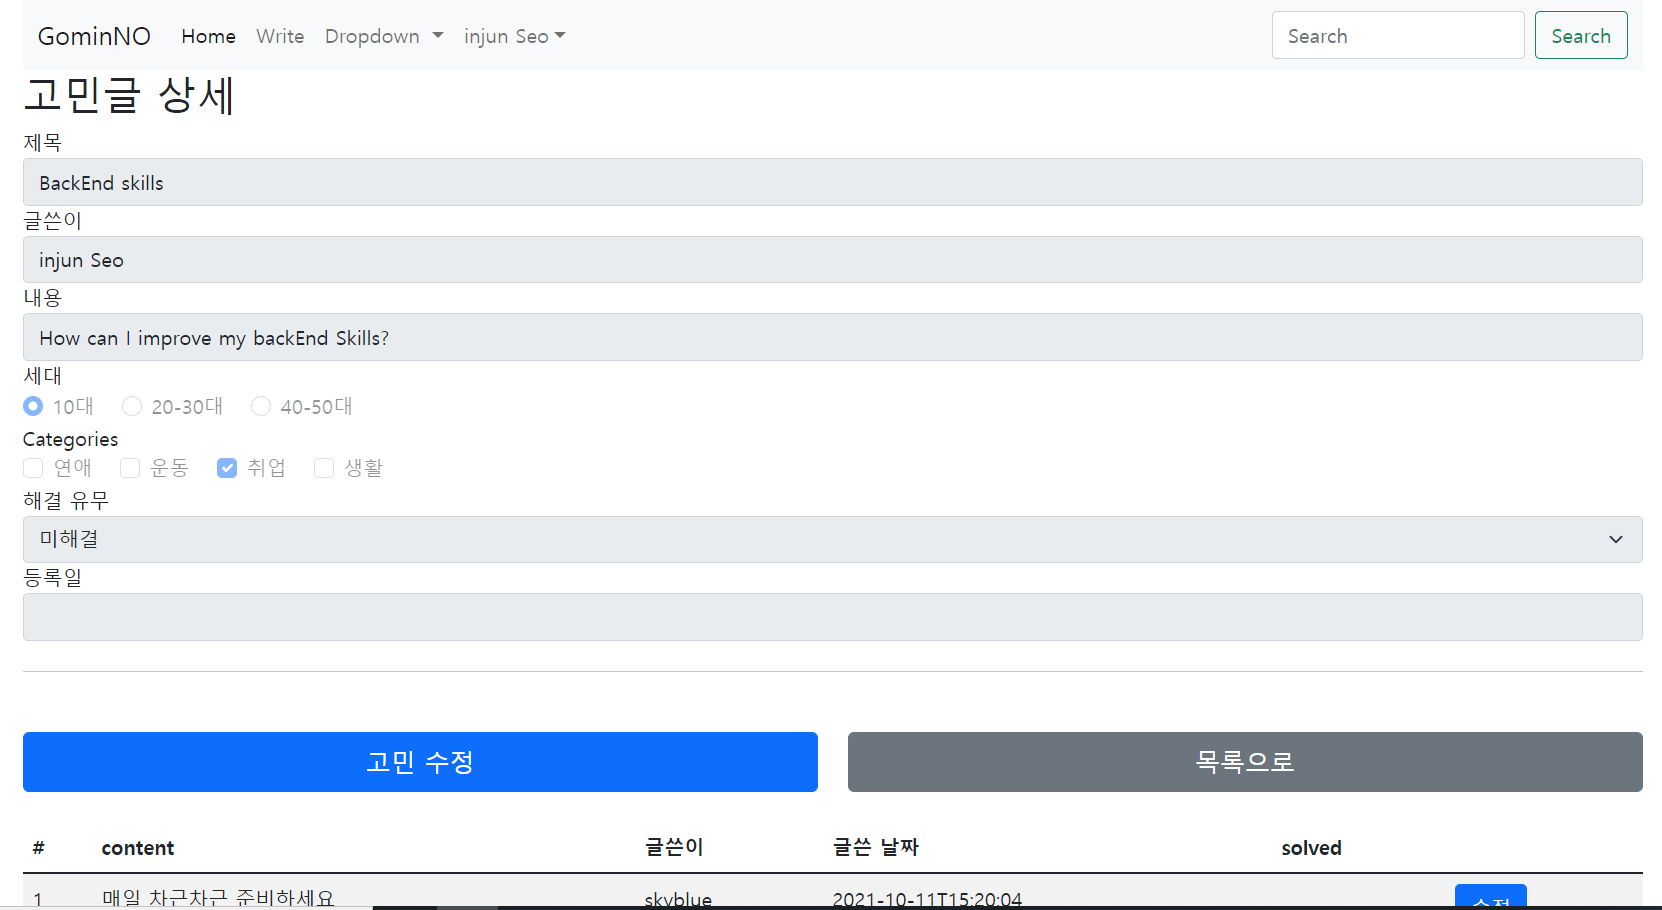 GominNO Home Write Dropdown injun Seo Search Search
고민글 상세
제목
BackEnd skills
글쓴이
injun Seo
내용
How can I improve my backEnd Skills?
세대
10대 20-30대 40-50대
Categories
연애 운동 취업 생활
해결 유무
미해결
등록일
고민 수정 목록으로
# content 글쓴이 글쓴 날짜 solved
1 매일 차근차근 준비하세요 skyblue 2021-10-11T15:20:04 수정